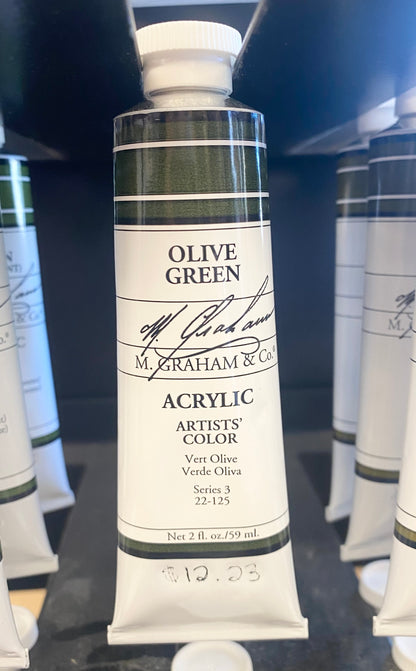 OLIVE
GREEN
M. Graham
M. GRAHAM & Co.®
ACRYLIC
ARTISTS'
COLOR
Vert Olive
Verde Oliva
Series 3
22-125
Net 2 fl. oz./59 ml.
$12.23